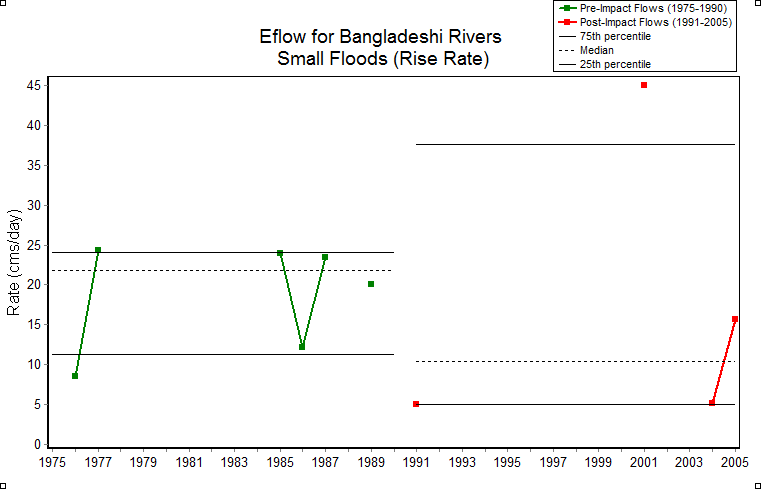 Pre-Impact Flows (1975-1990)
Post-Impact Flows (1991-2005)
75th percentile
Median
25th percentile
Eflow for Bangladeshi Rivers
Small Floods (Rise Rate)
Rate (cms/day)
45
40
35
30
25
20
15
10
5
0
1975 1977 1979 1981 1983 1985 1987 1989 1991 1993 1995 1997 1999 2001 2003 2005